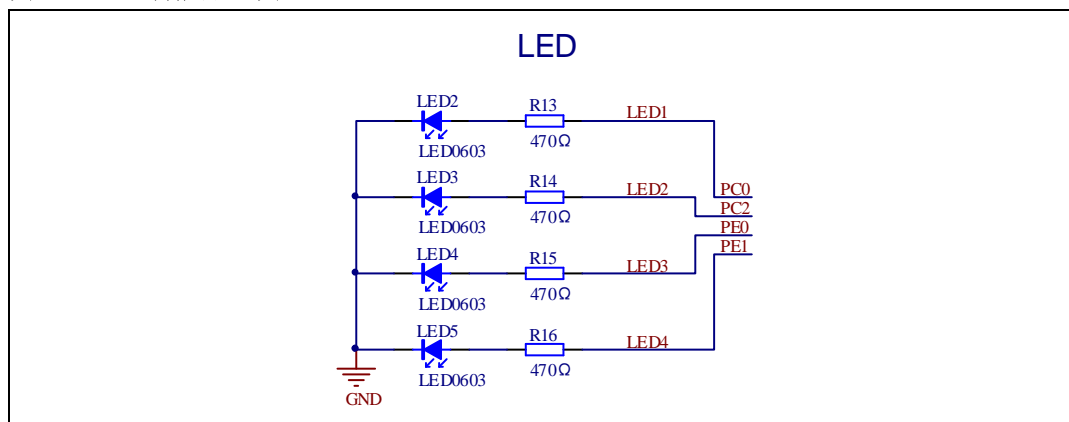 LED
LED2
R13
LED1
LED0603
470Ω
LED3
R14
LED2
PC0
PC2
LED0603
470Ω
PE0
PE1
LED4
R15
LED3
LED0603
470Ω
LED5
R16
LED4
LED0603
470Ω
GND